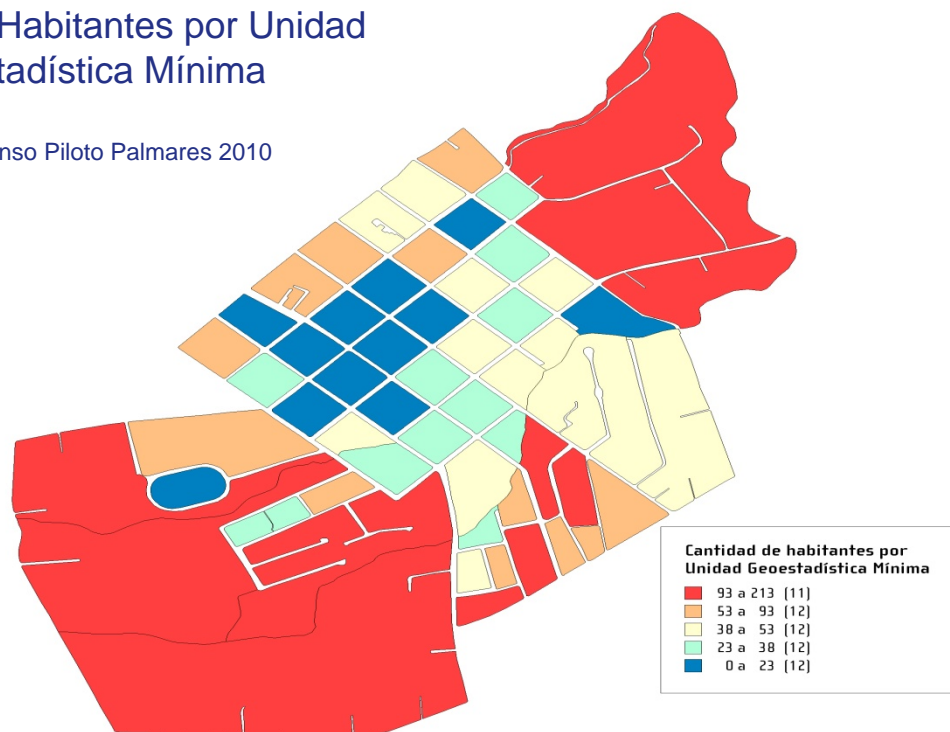 Habitantes por Unidad
tadística Mínima
nso Piloto Palmares 2010
Cantidad de habitantes por
Unidad Geoestadística Mínima
93 a 213 (11)
53 a 93 (12)
38 a 53 (12)
23 a 38 (12)
0 a 23 (12)